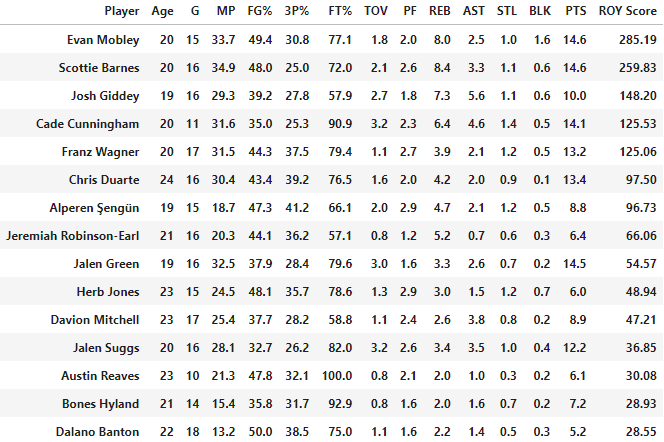 Player Age G MP FG% 3P% FT% TOV PF REB AST STL BLK PTS ROY Score
Evan Mobley 20 15 33.7 49.4 30.8 77.1 1.8 2.0 8.0 2.5 1.0 1.6 14.6 285.19
Scottie Barnes 20 16 34.9 48.0 25.0 72.0 2.1 2.6 8.4 3.3 1.1 0.6 14.6 259.83
Josh Giddey 19 16 29.3 39.2 27.8 57.9 2.7 1.8 7.3 5.6 1.1 0.6 10.0 148.20
Cade Cunningham 20 11 31.6 35.0 25.3 90.9 3.2 2.3 6.4 4.6 1.4 0.5 14.1 125.53
Franz Wagner 20 17 31.5 44.3 37.5 79.4 1.1 2.7 3.9 2.1 1.2 0.5 13.2 125.06
Chris Duarte 24 16 30.4 43.4 39.2 76.5 1.6 2.0 4.2 2.0 0.9 0.1 13.4 97.50
Alperen Şengün 19 15 18.7 47.3 41.2 66.1 2.0 2.9 4.7 2.1 1.2 0.5 8.8 96.73
Jeremiah Robinson-Earl 21 16 20.3 44.1 36.2 57.1 0.8 1.2 5.2 0.7 0.6 0.3 6.4 66.06
Jalen Green 19 16 32.5 37.9 28.4 79.6 3.0 1.6 3.3 2.6 0.7 0.2 14.5 54.57
Herb Jones 23 15 24.5 48.1 35.7 78.6 1.3 2.9 3.0 1.5 1.2 0.7 6.0 48.94
Davion Mitchell 23 17 25.4 37.7 28.2 58.8 1.1 2.4 2.6 3.8 0.8 0.2 8.9 47.21
Jalen Suggs 20 16 28.1 32.7 26.2 82.0 3.2 2.6 3.4 3.5 1.0 0.4 12.2 36.85
Austin Reaves 23 10 21.3 47.8 32.1 100.0 0.8 2.1 2.0 1.0 0.3 0.2 6.1 30.08
Bones Hyland 21 14 15.4 35.8 31.7 92.9 0.8 1.6 2.0 1.6 0.7 0.2 7.2 28.93
Dalano Banton 22 18 13.2 50.0 38.5 75.0 1.1 1.6 2.2 1.4 0.5 0.3 5.2 28.55